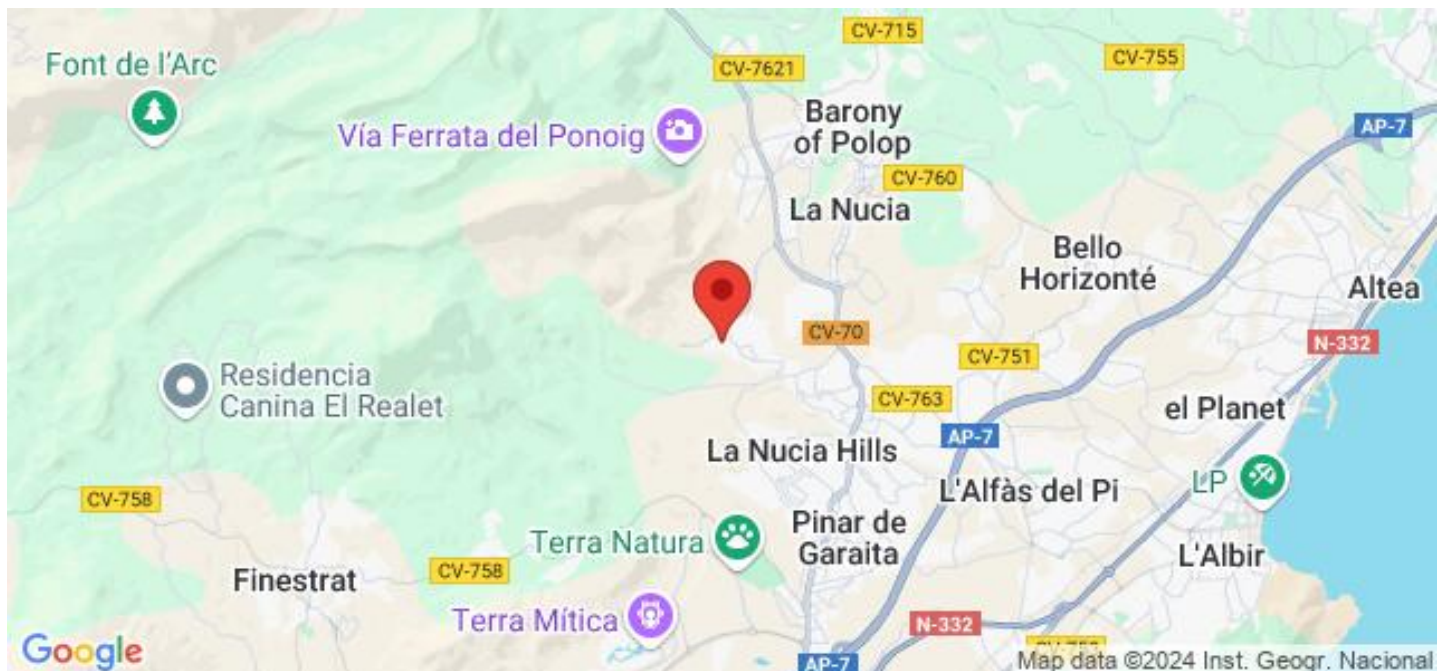 CV-715
CV-755
Font de l'Arc
CV-7621
Barony
of Polop
AP-7
Vía Ferrata del Ponoig
CV-760
La Nucia
Bello
Horizonté
Altea
CV-70
N-332
CV-751
Residencia
Canina El Realet
CV-763
el Planet
AP-7
La Nucia Hills
LP
L'Alfàs del Pi
CV-758
Pinar de
Garaita
Terra Natura
L'Albir
CV-758
Finestrat
Terra Mítica
N-332
Google
AP-7
Map data ©2024 Inst. Geogr. Nacional